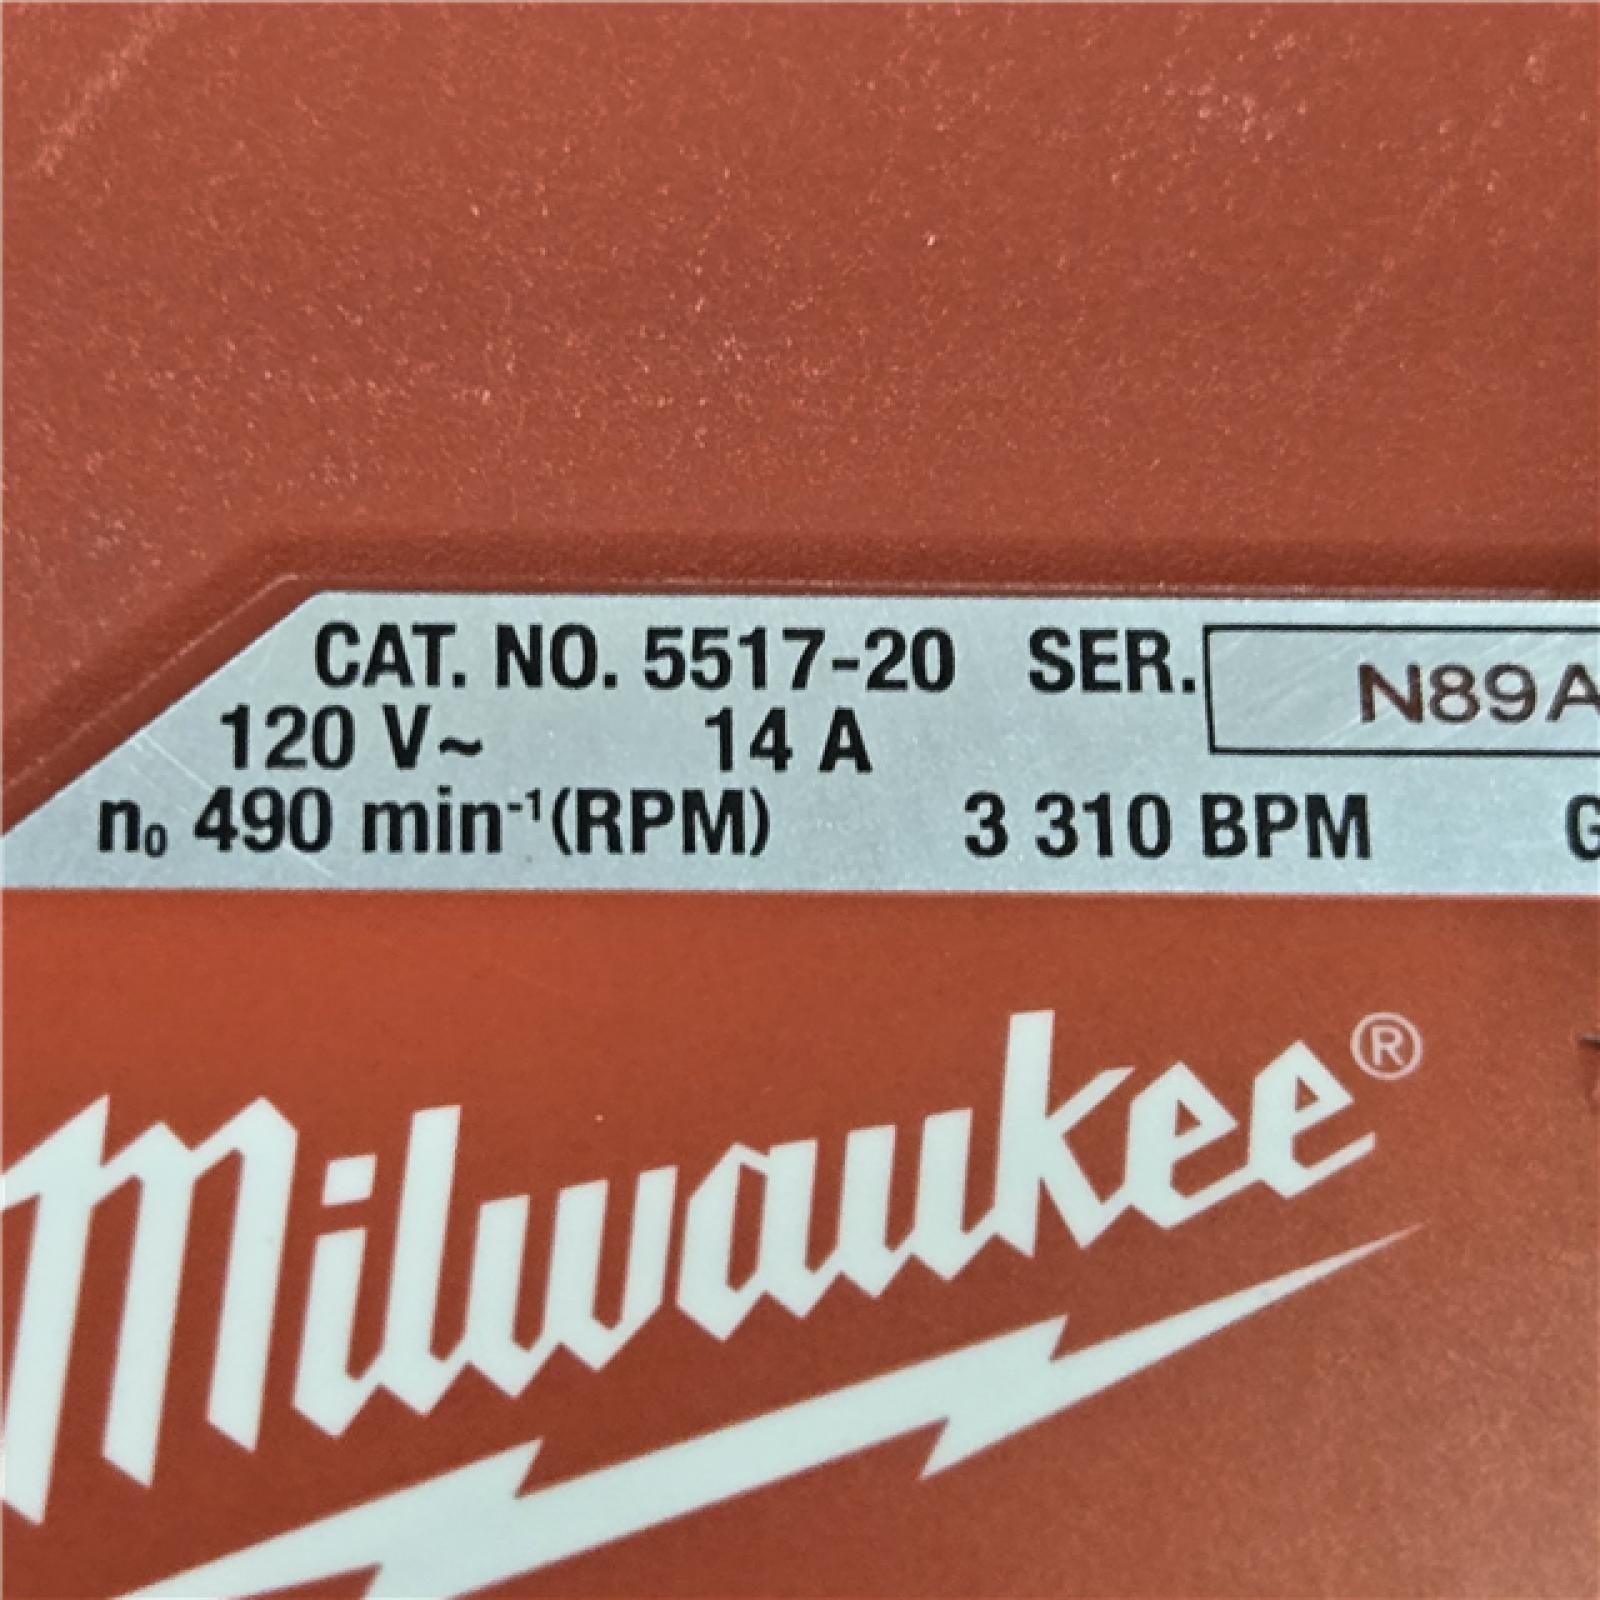 CAT. NO. 5517-20 SER. N89A
120 V~ 14 A
n₀ 490 min⁻¹(RPM) 3 310 BPM G
Milwaukee®